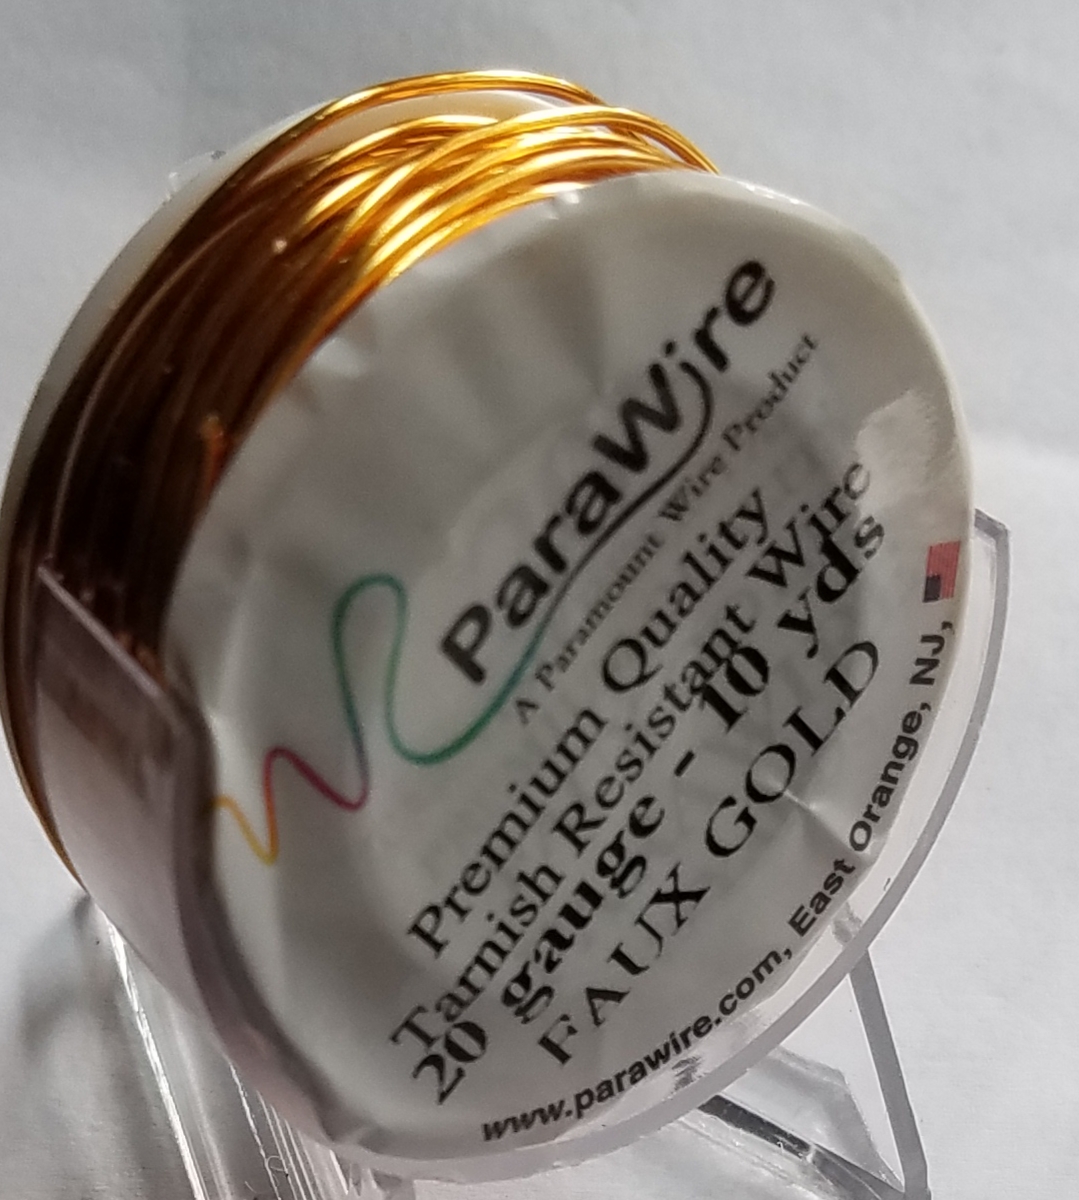 ParaWire
A Paramount Wire Product
Premium Quality
Tarnish Resistant Wire
20 gauge - 10 yds
FAUX GOLD
www.parawire.com, East Orange, NJ,